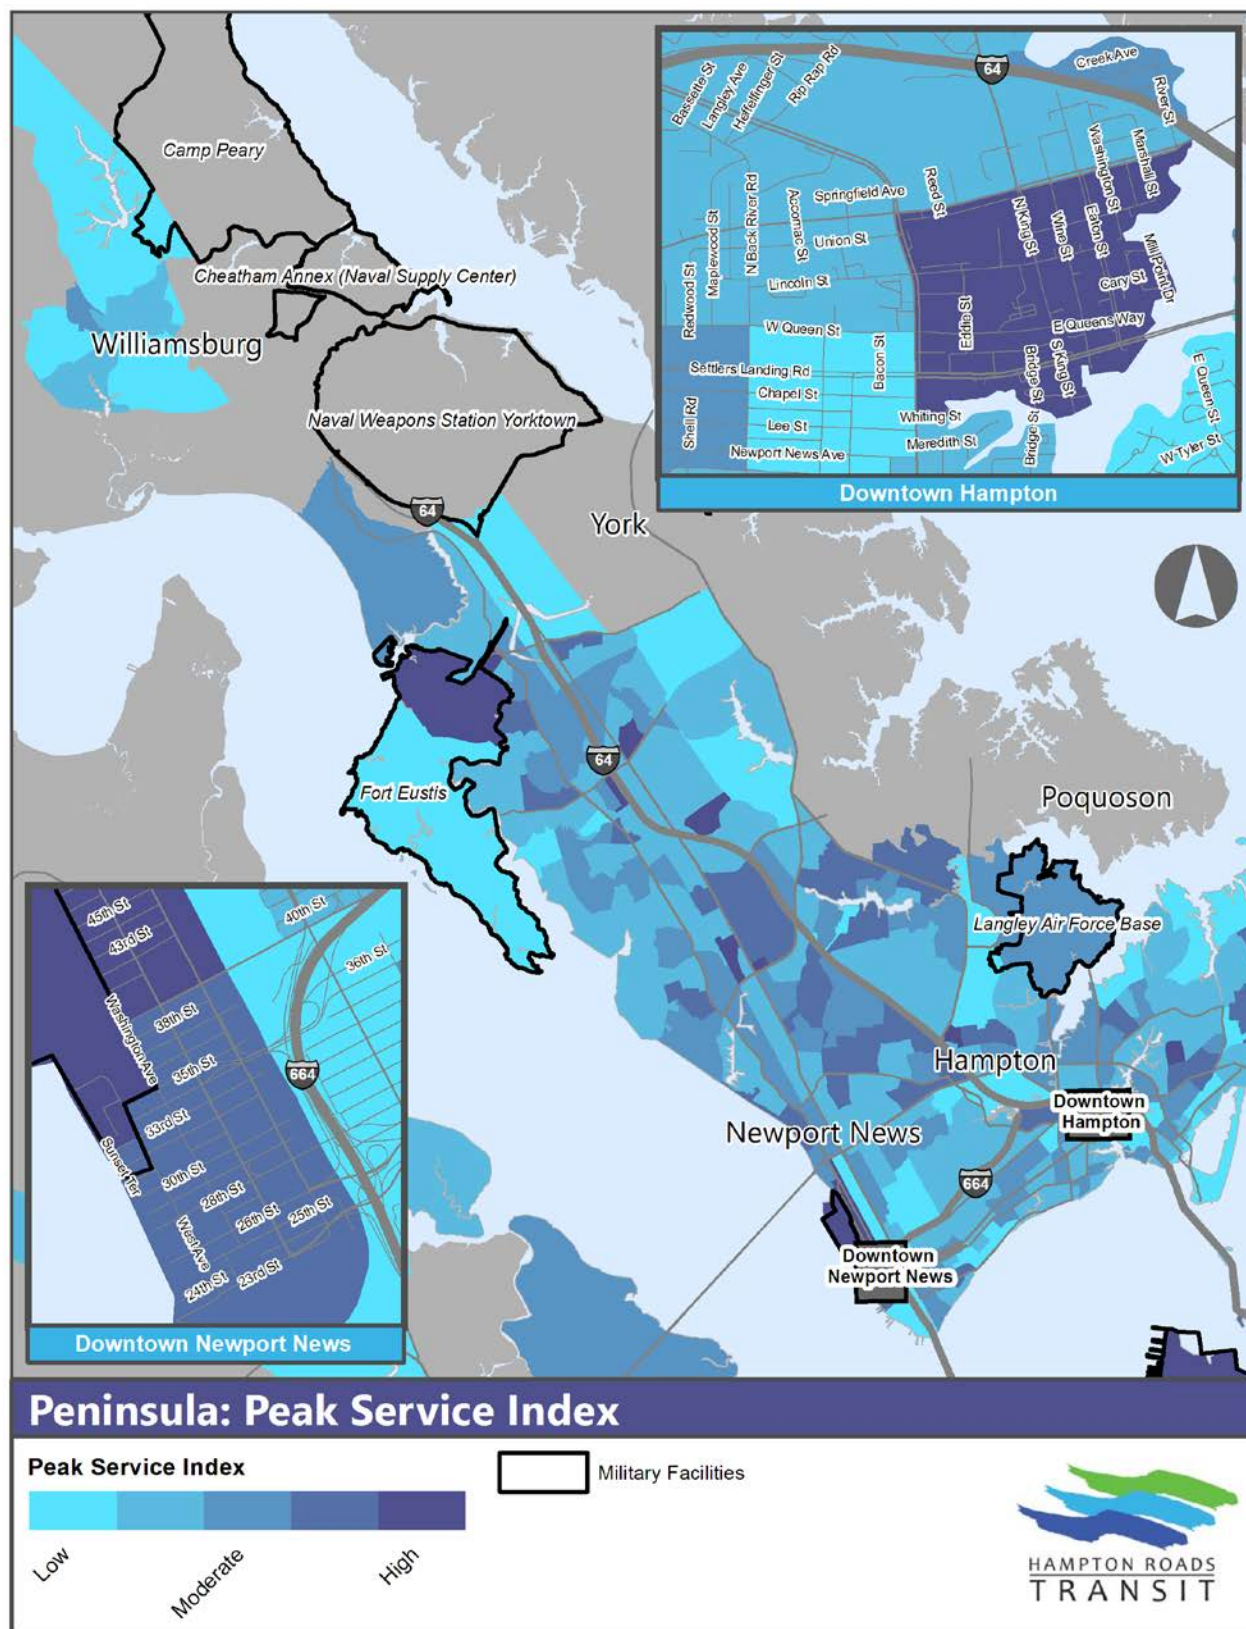 Camp Peary
Cheatham Annex (Naval Supply Center)
Williamsburg
Naval Weapons Station Yorktown
64
York
64
Fort Eustis
Poquoson
Langley Air Force Base
Hampton
Downtown
Hampton
Newport News
664
Downtown
Newport News
Bassette St
Langley Ave
Heffelfinger St
Rip Rap Rd
64
Creek Ave
River St
Washington St
Marshall St
Reed St
Springfield Ave
N King St
Wine St
Eaton St
Mill Point Dr
Maplewood St
N Back River Rd
Accomac St
Union St
Redwood St
Lincoln St
Cary St
Eddie St
W Queen St
E Queens Way
Bacon St
Settlers Landing Rd
Bridge St
S King St
Chapel St
Shell Rd
Whiting St
Lee St
Meredith St
Bridge St
Newport News Ave
E Queen St
W Tyler St
Downtown Hampton
45th St
40th St
43rd St
36th St
Washington Ave
38th St
35th St
664
33rd St
Sunset Ter
30th St
28th St
26th St
25th St
West Ave
24th St
23rd St
Downtown Newport News
Peninsula: Peak Service Index
Peak Service Index
Military Facilities
Low
Moderate
High
HAMPTON ROADS
TRANSIT